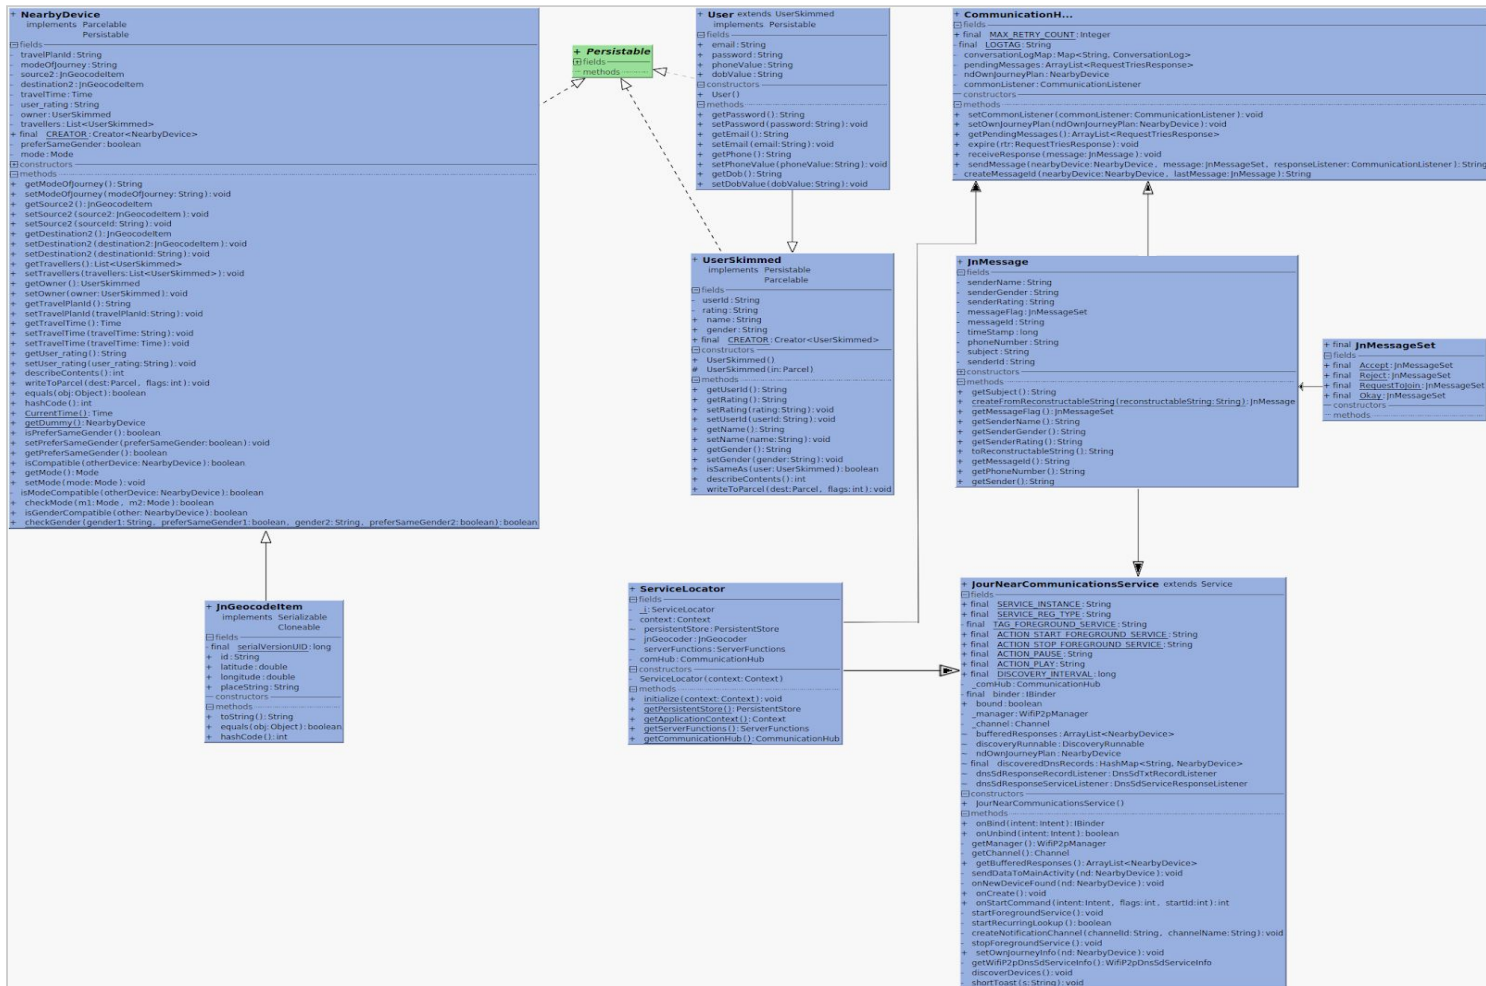 + NearbyDevice
implements Parcelable
Persistable
fields
- travelPlanId : String
- modeOfJourney : String
- source2 : JnGeocodeItem
- destination2 : JnGeocodeItem
- travelTime : Time
- user_rating : String
- owner : UserSkimmed
- travellers : List<UserSkimmed>
+ final CREATOR : Creator<NearbyDevice>
- preferSameGender : boolean
- mode : Mode
constructors
methods
+ getModeOfJourney() : String
+ setModeOfJourney(modeOfJourney: String) : void
+ getSource2() : JnGeocodeItem
+ setSource2(source2: JnGeocodeItem) : void
+ setSource2(sourceId: String) : void
+ getDestination2() : JnGeocodeItem
+ setDestination2(destination2: JnGeocodeItem) : void
+ setDestination2(destinationId: String) : void
+ getTravellers() : List<UserSkimmed>
+ setTravellers(travellers: List<UserSkimmed>) : void
+ getOwner() : UserSkimmed
+ setOwner(owner: UserSkimmed) : void
+ getTravelPlanId() : String
+ setTravelPlanId(travelPlanId: String) : void
+ getTravelTime() : Time
+ setTravelTime(travelTime: String) : void
+ setTravelTime(travelTime: Time) : void
+ getUser_rating() : String
+ setUser_rating(user_rating: String) : void
+ describeContents() : int
+ writeToParcel(dest: Parcel, flags: int) : void
+ equals(obj: Object) : boolean
+ hashCode() : int
+ CurrentTime() : Time
+ getDummy() : NearbyDevice
+ isPreferSameGender() : boolean
+ setPreferSameGender(preferSameGender: boolean) : void
+ getPreferSameGender() : boolean
+ isCompatible(otherDevice: NearbyDevice) : boolean
+ getMode() : Mode
+ setMode(mode: Mode) : void
- isModeCompatible(otherDevice: NearbyDevice) : boolean
+ checkMode(m1: Mode, m2: Mode) : boolean
+ isGenderCompatible(other: NearbyDevice) : boolean
+ checkGender(gender1: String, preferSameGender1: boolean, gender2: String, preferSameGender2: boolean) : boolean
+ Persistable
fields
methods
+ User extends UserSkimmed
implements Persistable
fields
+ email : String
+ password : String
+ phoneValue : String
+ dobValue : String
constructors
+ User()
methods
+ getPassword() : String
+ setPassword(password: String) : void
+ getEmail() : String
+ setEmail(email: String) : void
+ getPhone() : String
+ setPhoneValue(phoneValue: String) : void
+ getDob() : String
+ setDobValue(dobValue: String) : void
+ CommunicationH...
fields
+ final MAX_RETRY_COUNT : Integer
- final LOGTAG : String
- conversationLogMap : Map<String, ConversationLog>
- pendingMessages : ArrayList<RequestTriesResponse>
- ndOwnJourneyPlan : NearbyDevice
- commonListener : CommunicationListener
constructors
methods
+ setCommonListener(commonListener: CommunicationListener) : void
+ setOwnJourneyPlan(ndOwnJourneyPlan: NearbyDevice) : void
+ getPendingMessages() : ArrayList<RequestTriesResponse>
+ expire(rtr: RequestTriesResponse) : void
+ receiveResponse(message: JnMessage) : void
+ sendMessage(nearbyDevice: NearbyDevice, message: JnMessageSet, responseListener: CommunicationListener) : String
- createMessageId(nearbyDevice: NearbyDevice, lastMessage: JnMessage) : String
+ UserSkimmed
implements Persistable
Parcelable
fields
- userId : String
- rating : String
+ name : String
+ gender : String
+ final CREATOR : Creator<UserSkimmed>
constructors
+ UserSkimmed()
# UserSkimmed(in: Parcel)
methods
+ getUserId() : String
+ getRating() : String
+ setRating(rating: String) : void
+ setUserId(userId: String) : void
+ getName() : String
+ setName(name: String) : void
+ getGender() : String
+ setGender(gender: String) : void
+ isSameAs(user: UserSkimmed) : boolean
+ describeContents() : int
+ writeToParcel(dest: Parcel, flags: int) : void
+ JnMessage
fields
- senderName : String
- senderGender : String
- senderRating : String
- messageFlag : JnMessageSet
- messageId : String
- timeStamp : long
- phoneNumber : String
- subject : String
- senderId : String
constructors
methods
+ getSubject() : String
+ createFromReconstructableString(reconstructableString: String) : JnMessage
+ getMessageFlag() : JnMessageSet
+ getSenderName() : String
+ getSenderGender() : String
+ getSenderRating() : String
+ toReconstructableString() : String
+ getMessageId() : String
+ getPhoneNumber() : String
+ getSender() : String
+ final JnMessageSet
fields
+ final Accept : JnMessageSet
+ final Reject : JnMessageSet
+ final RequestToJoin : JnMessageSet
+ final Okay : JnMessageSet
constructors
methods
+ JnGeocodeItem
implements Serializable
Cloneable
fields
- final serialVersionUID : long
+ id : String
+ latitude : double
+ longitude : double
+ placeString : String
constructors
methods
+ toString() : String
+ equals(obj: Object) : boolean
+ hashCode() : int
+ ServiceLocator
fields
- _i : ServiceLocator
- context : Context
~ persistentStore : PersistentStore
~ jnGeocoder : JnGeocoder
~ serverFunctions : ServerFunctions
- comHub : CommunicationHub
constructors
- ServiceLocator(context: Context)
methods
+ initialize(context: Context) : void
+ getPersistentStore() : PersistentStore
+ getApplicationContext() : Context
+ getServerFunctions() : ServerFunctions
+ getCommunicationHub() : CommunicationHub
+ JourNearCommunicationsService extends Service
fields
+ final SERVICE_INSTANCE : String
+ final SERVICE_REG_TYPE : String
- final TAG_FOREGROUND_SERVICE : String
+ final ACTION_START_FOREGROUND_SERVICE : String
+ final ACTION_STOP_FOREGROUND_SERVICE : String
+ final ACTION_PAUSE : String
+ final ACTION_PLAY : String
+ final DISCOVERY_INTERVAL : long
- _comHub : CommunicationHub
- final binder : IBinder
+ bound : boolean
- _manager : WifiP2pManager
- _channel : Channel
~ bufferedResponses : ArrayList<NearbyDevice>
~ discoveryRunnable : DiscoveryRunnable
~ ndOwnJourneyPlan : NearbyDevice
~ final discoveredDnsRecords : HashMap<String, NearbyDevice>
~ dnsSdResponseRecordListener : DnsSdTxtRecordListener
~ dnsSdResponseServiceListener : DnsSdServiceResponseListener
constructors
+ JourNearCommunicationsService()
methods
+ onBind(intent: Intent) : IBinder
+ onUnbind(intent: Intent) : boolean
- getManager() : WifiP2pManager
- getChannel() : Channel
+ getBufferedResponses() : ArrayList<NearbyDevice>
- sendDataToMainActivity(nd: NearbyDevice) : void
- onNewDeviceFound(nd: NearbyDevice) : void
+ onCreate() : void
+ onStartCommand(intent: Intent, flags: int, startId: int) : int
- startForegroundService() : void
- startRecurringLookup() : boolean
- createNotificationChannel(channelId: String, channelName: String) : void
- stopForegroundService() : void
+ setOwnJourneyInfo(nd: NearbyDevice) : void
- getWifiP2pDnsSdServiceInfo() : WifiP2pDnsSdServiceInfo
- discoverDevices() : void
- shortToast(s: String) : void